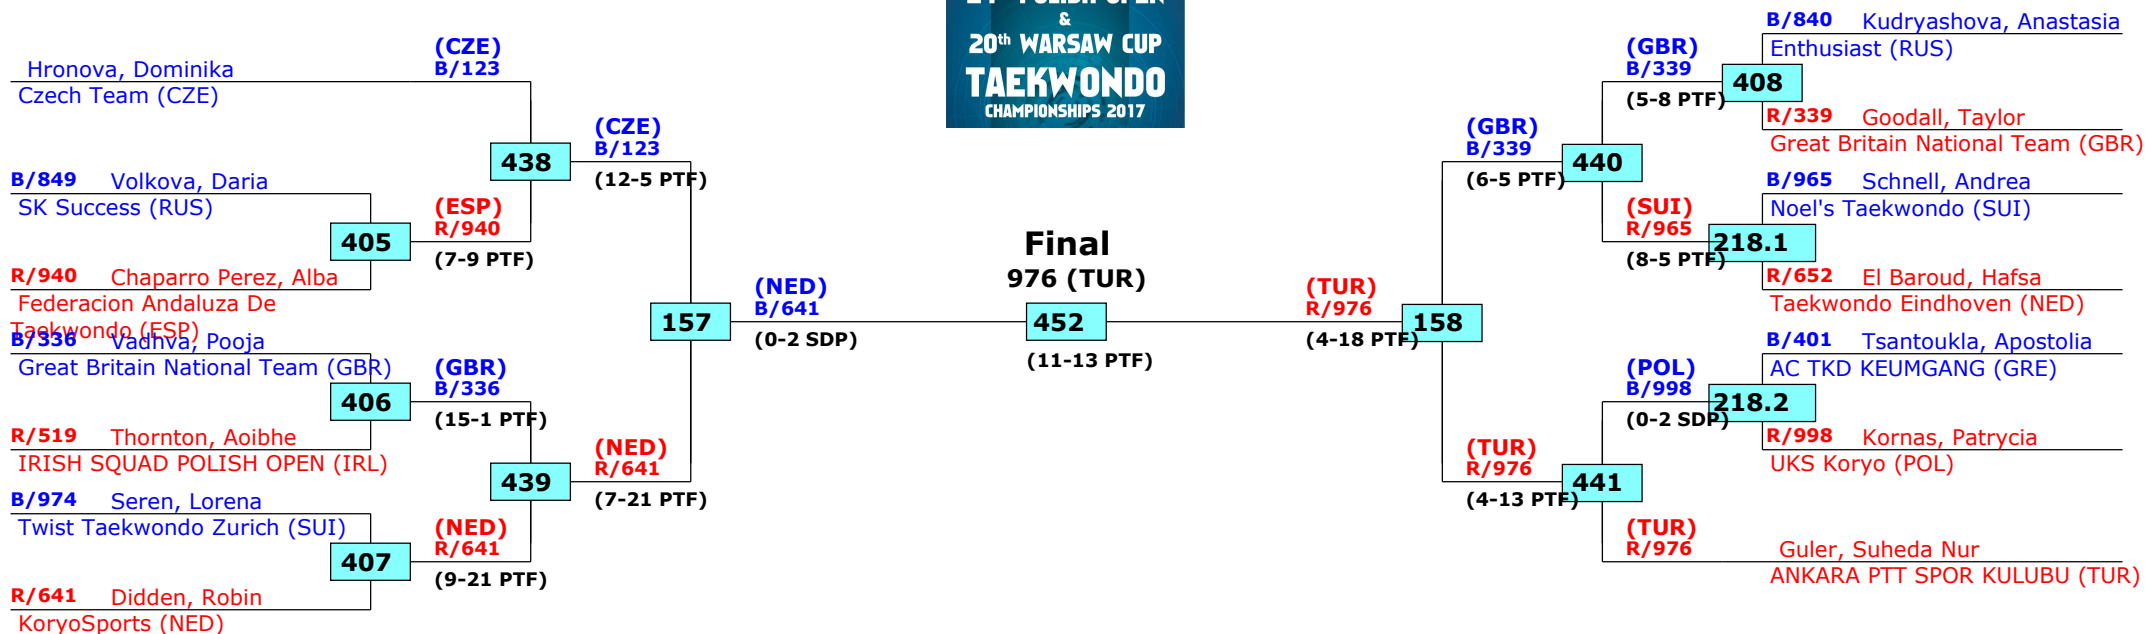 24th POLISH OPEN
&
20th WARSAW CUP
TAEKWONDO
CHAMPIONSHIPS 2017
Hronova, Dominika
Czech Team (CZE)
(CZE)
B/123
438
(CZE)
B/123
(12-5 PTF)
B/849 Volkova, Daria
SK Success (RUS)
405
(ESP)
R/940
(7-9 PTF)
R/940 Chaparro Perez, Alba
Federacion Andaluza De
Taekwondo (ESP)
B/336 Vadhva, Pooja
Great Britain National Team (GBR)
406
(GBR)
B/336
(15-1 PTF)
R/519 Thornton, Aoibhe
IRISH SQUAD POLISH OPEN (IRL)
439
(NED)
R/641
(7-21 PTF)
B/974 Seren, Lorena
Twist Taekwondo Zurich (SUI)
407
(NED)
R/641
(9-21 PTF)
R/641 Didden, Robin
KoryoSports (NED)
157
(NED)
B/641
(0-2 SDP)
Final
976 (TUR)
452
(11-13 PTF)
(TUR)
R/976
(4-18 PTF)
158
(GBR)
B/339
(6-5 PTF)
440
(GBR)
B/339
(5-8 PTF)
408
B/840 Kudryashova, Anastasia
Enthusiast (RUS)
R/339 Goodall, Taylor
Great Britain National Team (GBR)
(SUI)
R/965
(8-5 PTF)
218.1
B/965 Schnell, Andrea
Noel's Taekwondo (SUI)
R/652 El Baroud, Hafsa
Taekwondo Eindhoven (NED)
(TUR)
R/976
(4-13 PTF)
441
(POL)
B/998
(0-2 SDP)
218.2
B/401 Tsantoukla, Apostolia
AC TKD KEUMGANG (GRE)
R/998 Kornas, Patrycia
UKS Koryo (POL)
(TUR)
R/976
Guler, Suheda Nur
ANKARA PTT SPOR KULUBU (TUR)